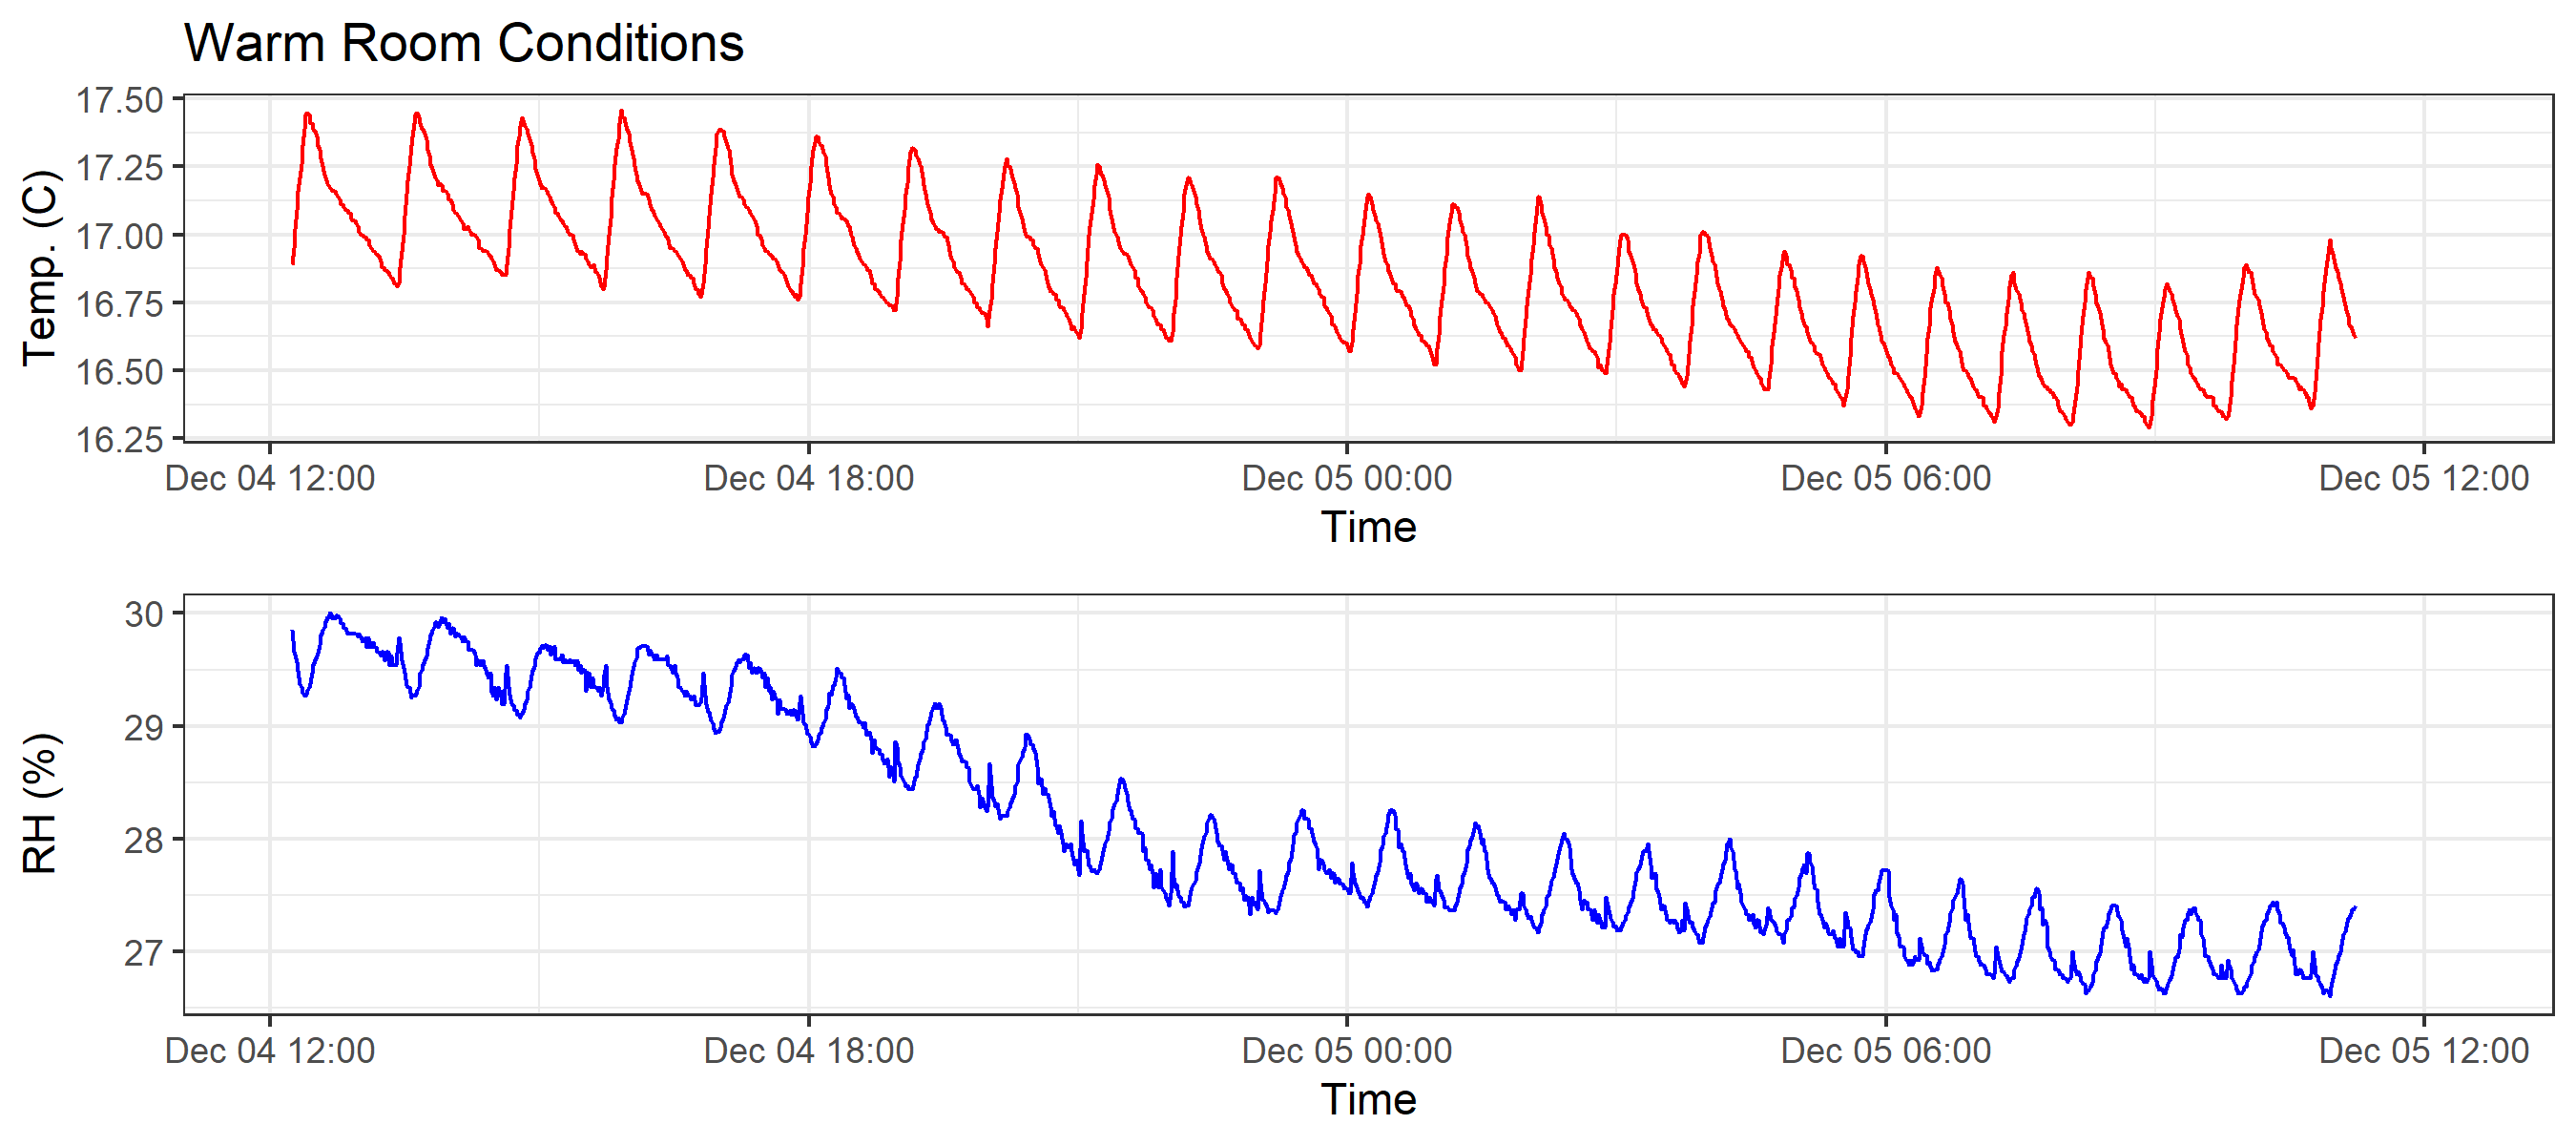 Warm Room Conditions
Temp. (C)
17.50
17.25
17.00
16.75
16.50
16.25
Dec 04 12:00 Dec 04 18:00 Dec 05 00:00 Dec 05 06:00 Dec 05 12:00
Time
RH (%)
30
29
28
27
Dec 04 12:00 Dec 04 18:00 Dec 05 00:00 Dec 05 06:00 Dec 05 12:00
Time